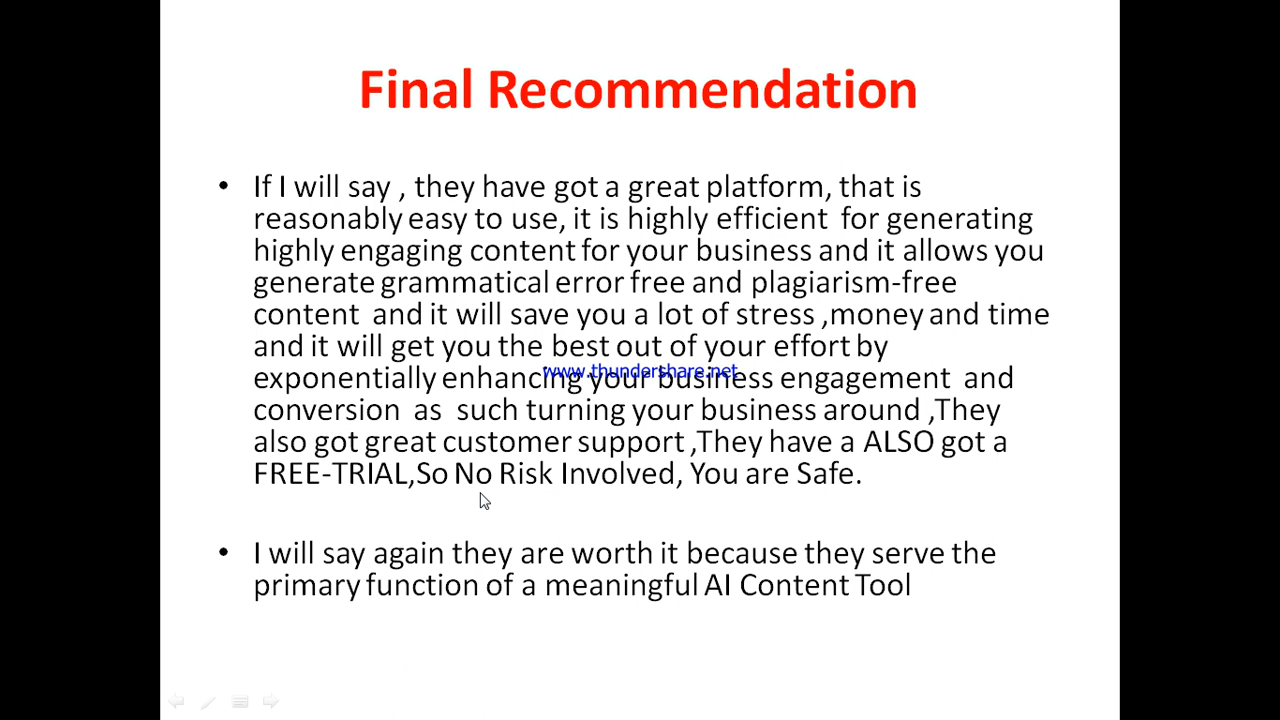 Final Recommendation
• If I will say , they have got a great platform, that is
reasonably easy to use, it is highly efficient for generating
highly engaging content for your business and it allows you
generate grammatical error free and plagiarism-free
content and it will save you a lot of stress ,money and time
and it will get you the best out of your effort by
www.thundershare.net
exponentially enhancing your business engagement and
conversion as such turning your business around ,They
also got great customer support ,They have a ALSO got a
FREE-TRIAL,So No Risk Involved, You are Safe.
• I will say again they are worth it because they serve the
primary function of a meaningful AI Content Tool